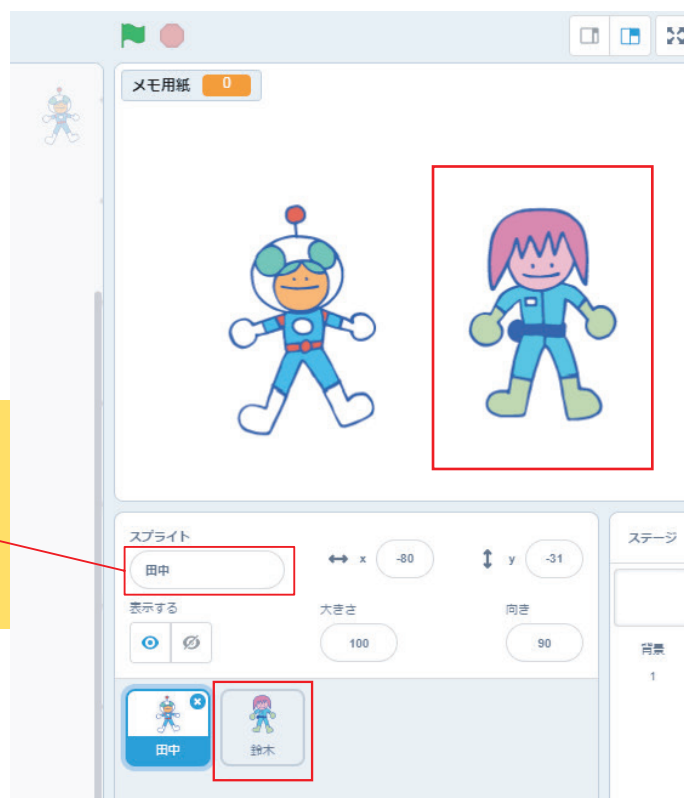 メモ用紙 0
スプライト
田中
x -80
y -31
ステージ
表示する
大きさ 100
向き 90
背景
1
田中
鈴木